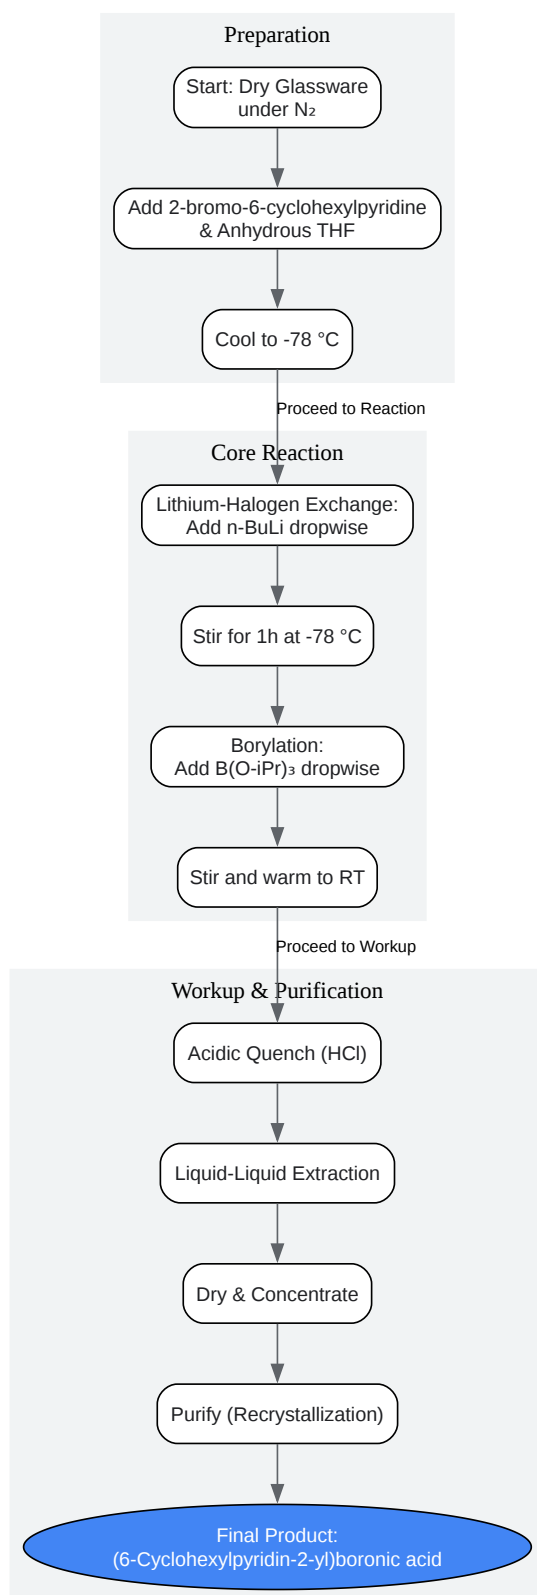 Preparation
Start: Dry Glassware
under N₂
Add 2-bromo-6-cyclohexylpyridine
& Anhydrous THF
Cool to -78 °C
Proceed to Reaction
Core Reaction
Lithium-Halogen Exchange:
Add n-BuLi dropwise
Stir for 1h at -78 °C
Borylation:
Add B(O-iPr)₃ dropwise
Stir and warm to RT
Proceed to Workup
Workup & Purification
Acidic Quench (HCl)
Liquid-Liquid Extraction
Dry & Concentrate
Purify (Recrystallization)
Final Product:
(6-Cyclohexylpyridin-2-yl)boronic acid